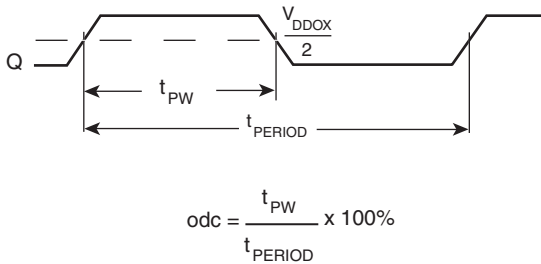 V_DDOX
2
Q
t_PW
t_PERIOD
odc = t_PW / t_PERIOD x 100%